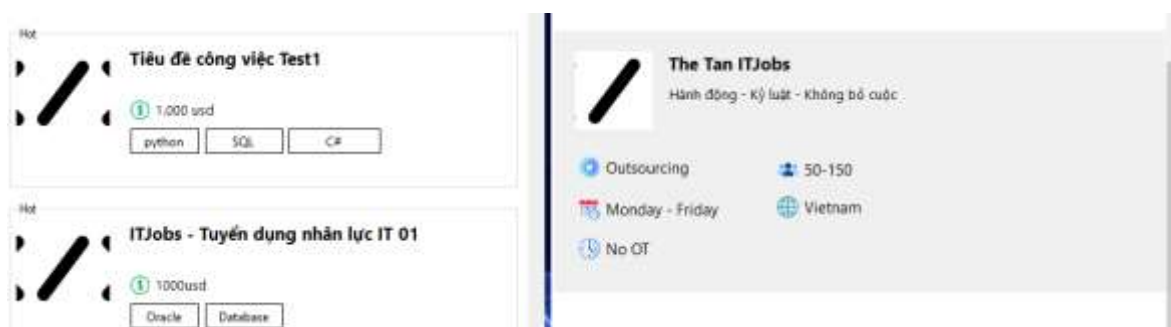 Hot
Tiêu đề công việc Test1
1.000 usd
python SQL C#
Hot
ITJobs - Tuyển dụng nhân lực IT 01
1000usd
Oracle Database
The Tan ITJobs
Hành động - Kỷ luật - Không bỏ cuộc
Outsourcing 50-150
Monday - Friday Vietnam
No OT